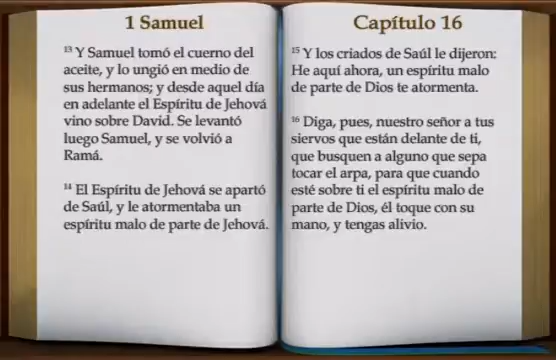 1 Samuel
¹³ Y Samuel tomó el cuerno del
aceite, y lo ungió en medio de
sus hermanos; y desde aquel día
en adelante el Espíritu de Jehová
vino sobre David. Se levantó
luego Samuel, y se volvió a
Ramá.
¹⁴ El Espíritu de Jehová se apartó
de Saúl, y le atormentaba un
espíritu malo de parte de Jehová.
Capítulo 16
¹⁵ Y los criados de Saúl le dijeron:
He aquí ahora, un espíritu malo
de parte de Dios te atormenta.
¹⁶ Diga, pues, nuestro señor a tus
siervos que están delante de ti,
que busquen a alguno que sepa
tocar el arpa, para que cuando
esté sobre ti el espíritu malo de
parte de Dios, él toque con su
mano, y tengas alivio.